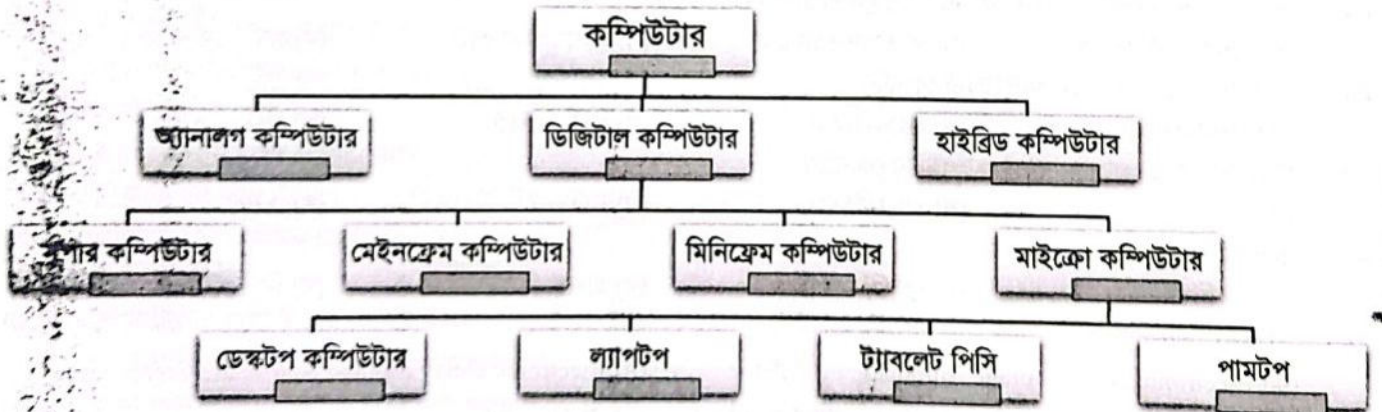 কম্পিউটার
অ্যানালগ কম্পিউটার ডিজিটাল কম্পিউটার হাইব্রিড কম্পিউটার
কম্পিউটার মেইনফ্রেম কম্পিউটার মিনিফ্রেম কম্পিউটার মাইক্রো কম্পিউটার
ডেস্কটপ কম্পিউটার ল্যাপটপ ট্যাবলেট পিসি পামটপ